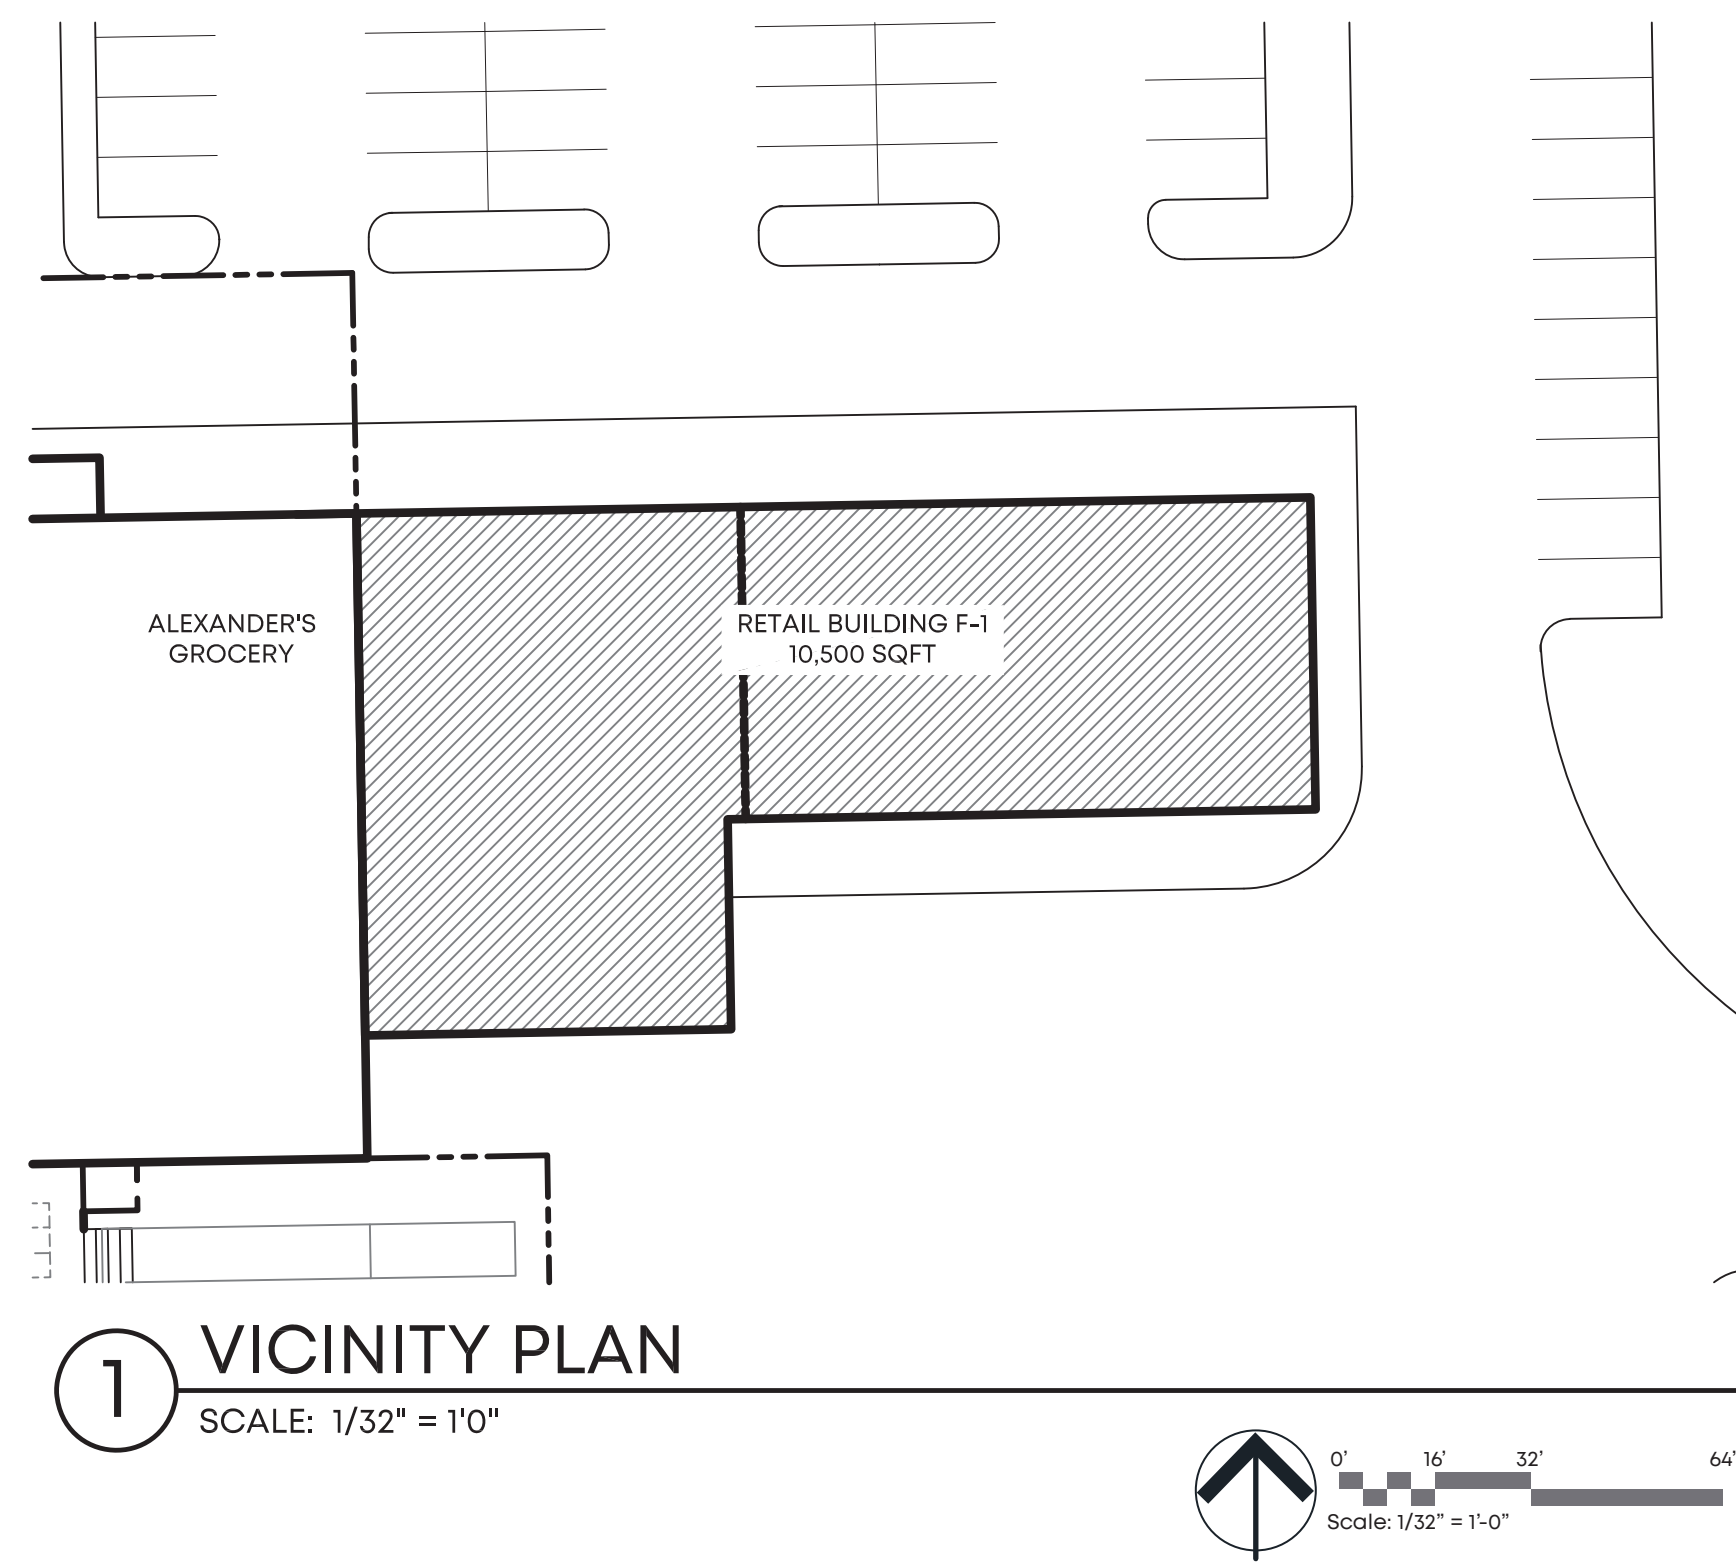 ALEXANDER'S
GROCERY
RETAIL BUILDING F-1
10,500 SQFT
1
VICINITY PLAN
SCALE: 1/32" = 1'0"
0’ 16’ 32’ 64’
Scale: 1/32” = 1’-0”